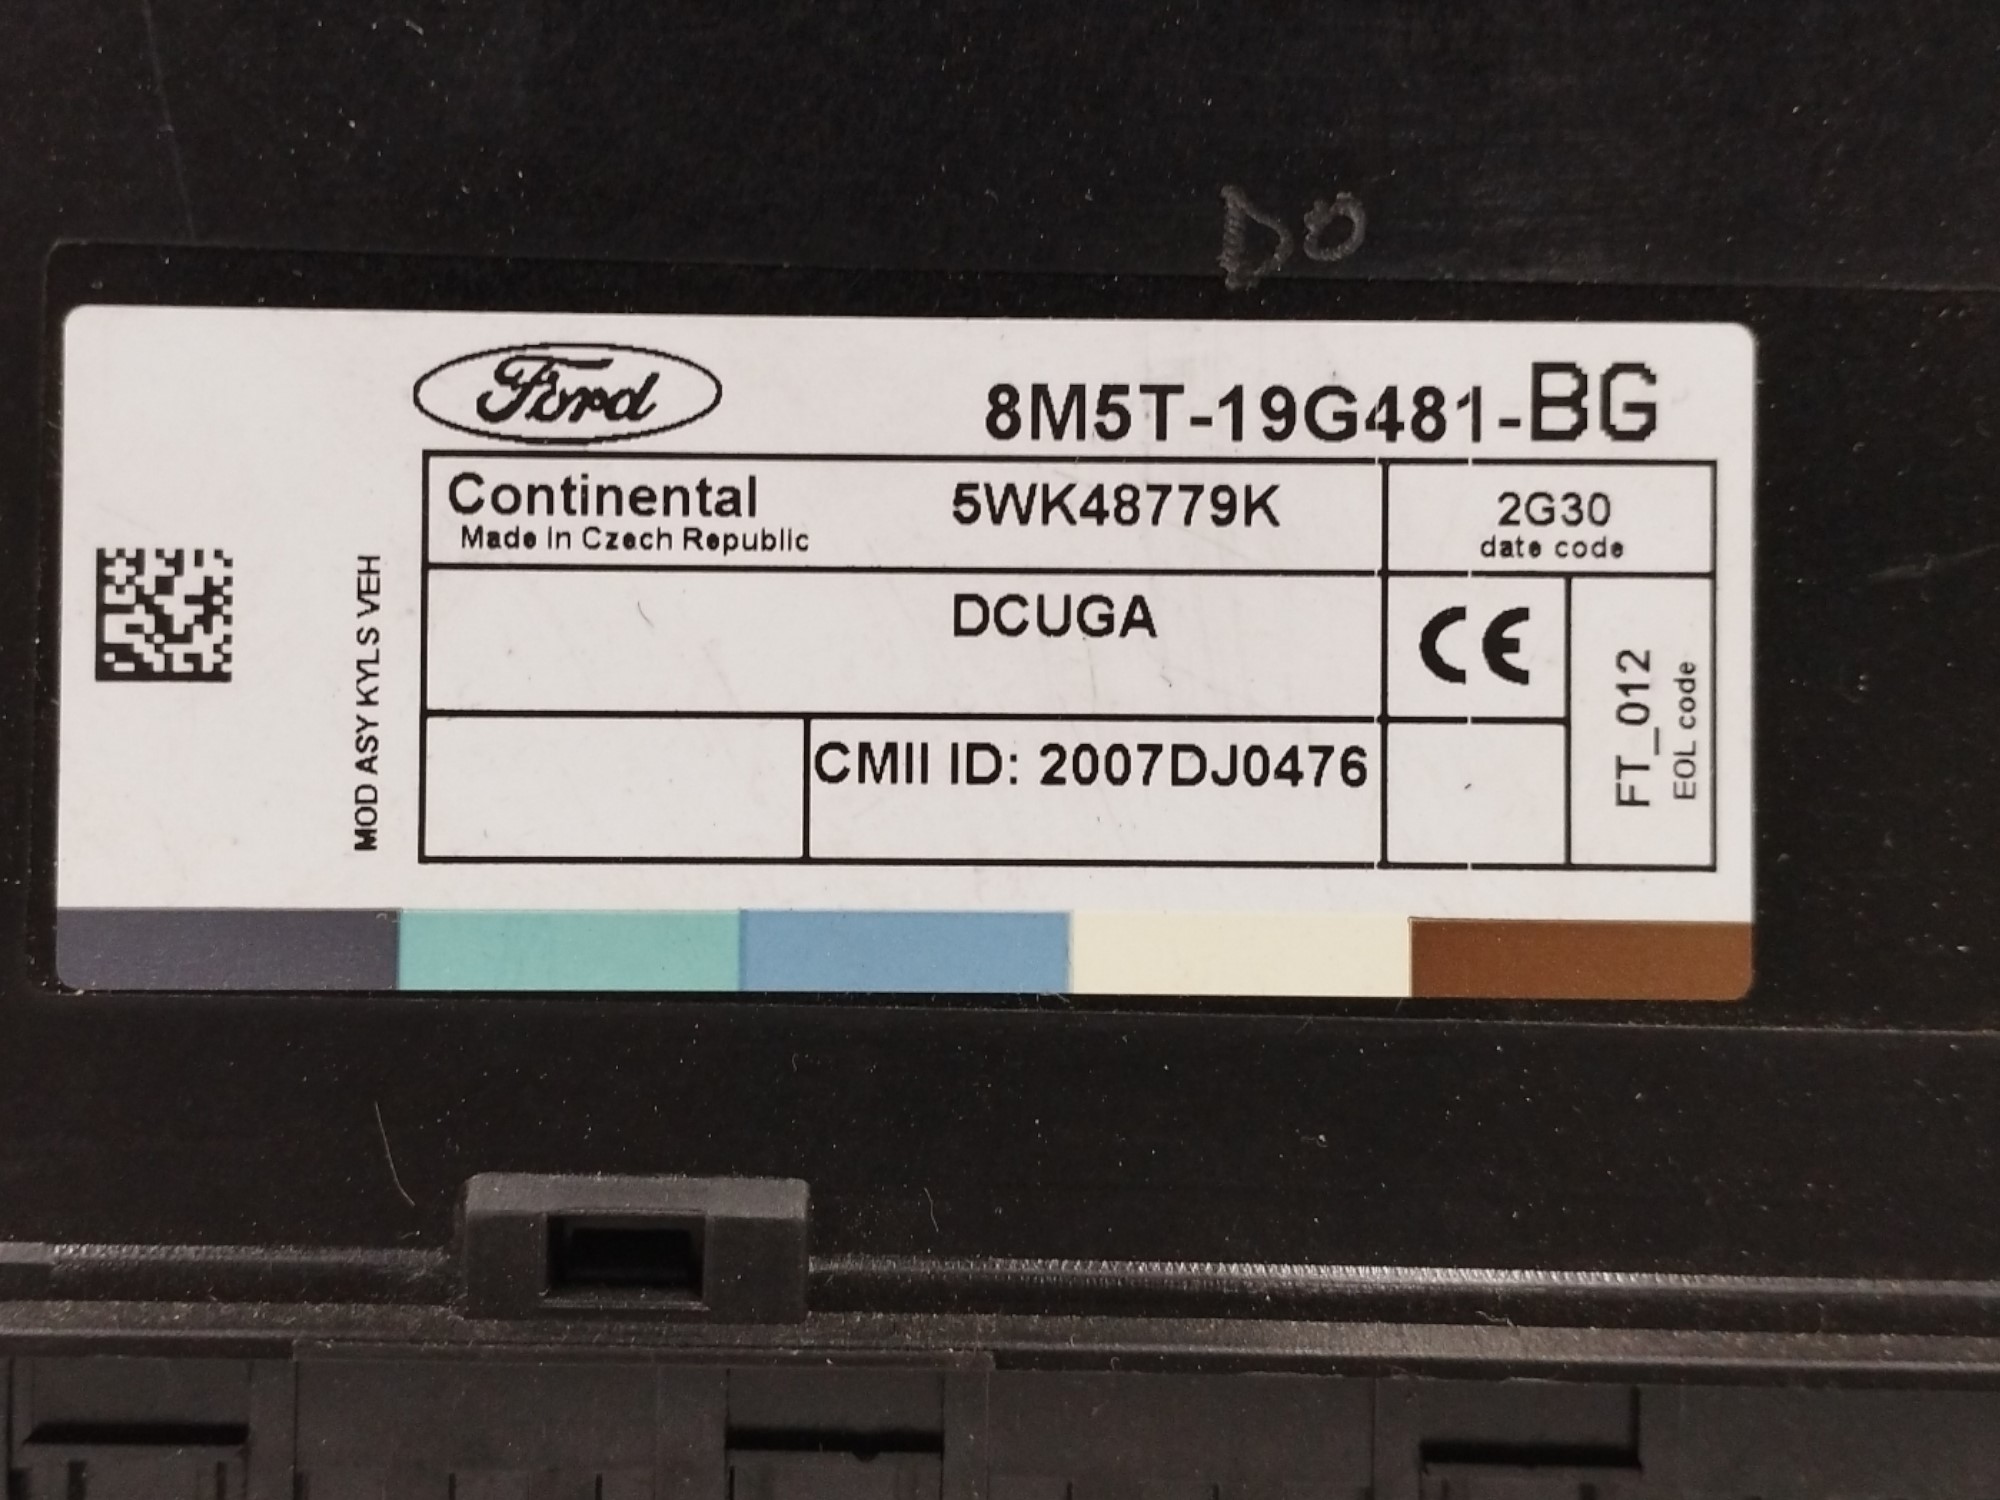 DO
Ford
8M5T-19G481-BG
Continental
Made In Czech Republic
5WK48779K
2G30
date code
DCUGA
CE
FT_012
EOL code
CMII ID: 2007DJ0476
MOD ASY KYLS VEH